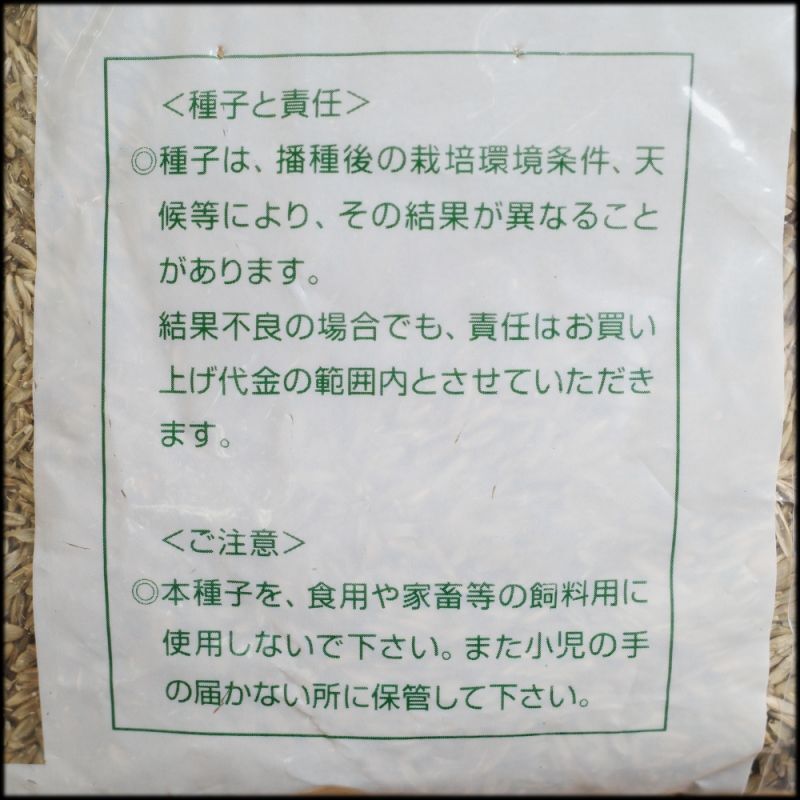 ＜種子と責任＞
◎種子は、播種後の栽培環境条件、天
候等により、その結果が異なること
があります。
結果不良の場合でも、責任はお買い
上げ代金の範囲内とさせていただき
ます。
＜ご注意＞
◎本種子を、食用や家畜等の飼料用に
使用しないで下さい。また小児の手
の届かない所に保管して下さい。